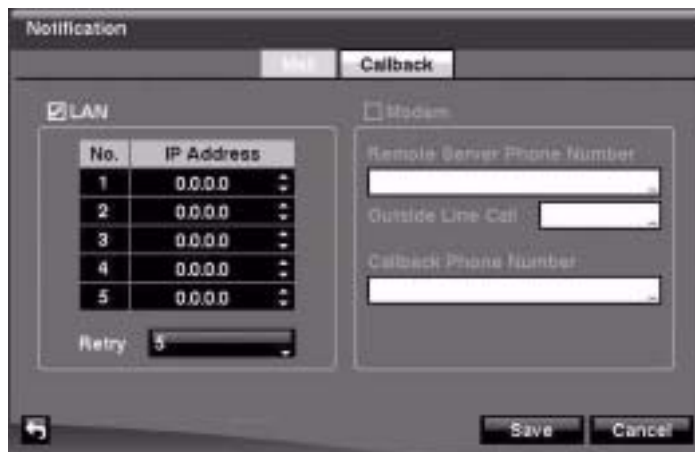 Notification
Mail Callback
LAN
No. IP Address
1 0.0.0.0
2 0.0.0.0
3 0.0.0.0
4 0.0.0.0
5 0.0.0.0
Retry 5
Modem
Remote Server Phone Number
Outside Line Call
Callback Phone Number
Save Cancel